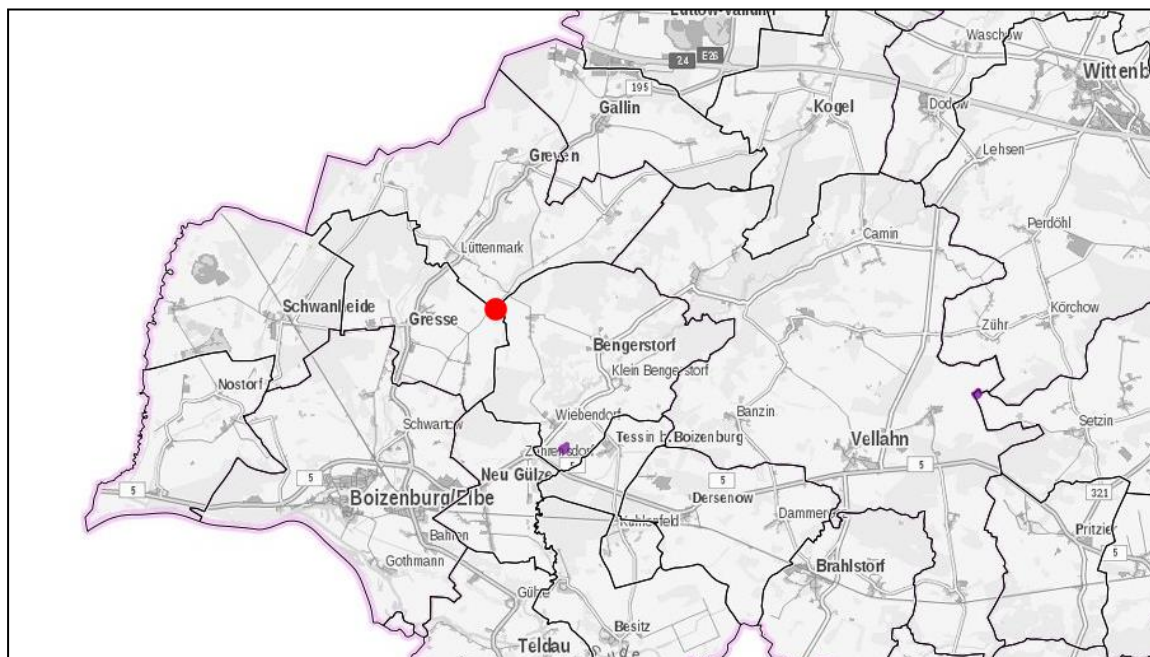 Waschow
24
E26
Wittenb
195
Gallin
Kogel
Dodow
Greven
Lehsen
Perdöhl
Camin
Lüttenmark
Schwanheide
Gresse
Körchow
Zühr
Bengerstorf
Klein Bengerstorf
Nostorf
Wiebendorf
Banzin
Setzin
Schwartow
Tessin b. Boizenburg
Vellahn
Neu Gülze
5
5
5
5
5
321
Boizenburg/Elbe
Dersenow
Dammere
Pritzier
5
Bahlen
Gothmann
Brahlstorf
Gülze
Besitz
Teldau